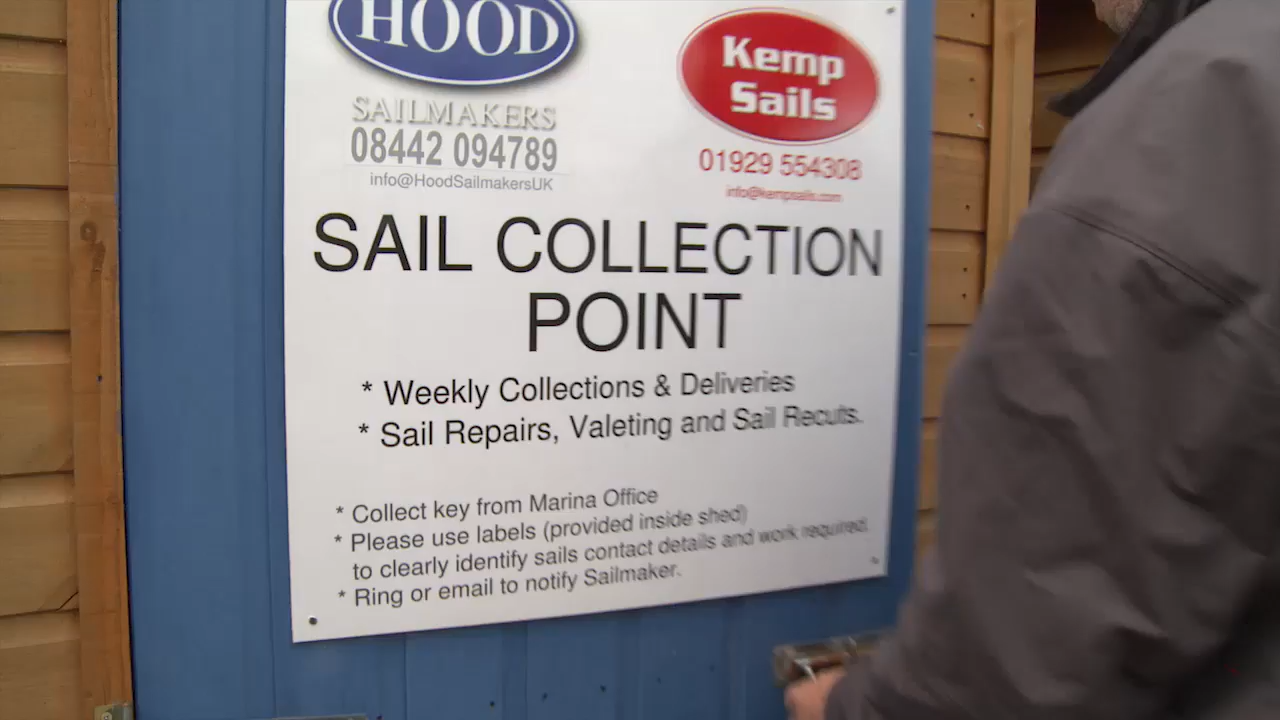 HOOD
SAILMAKERS
08442 094789
info@HoodSailmakersUK
Kemp
Sails
01929 554308
info@kempsails.com
SAIL COLLECTION
POINT
* Weekly Collections & Deliveries
* Sail Repairs, Valeting and Sail Recuts.
* Collect key from Marina Office
* Please use labels (provided inside shed)
to clearly identify sails contact details and work required.
* Ring or email to notify Sailmaker.